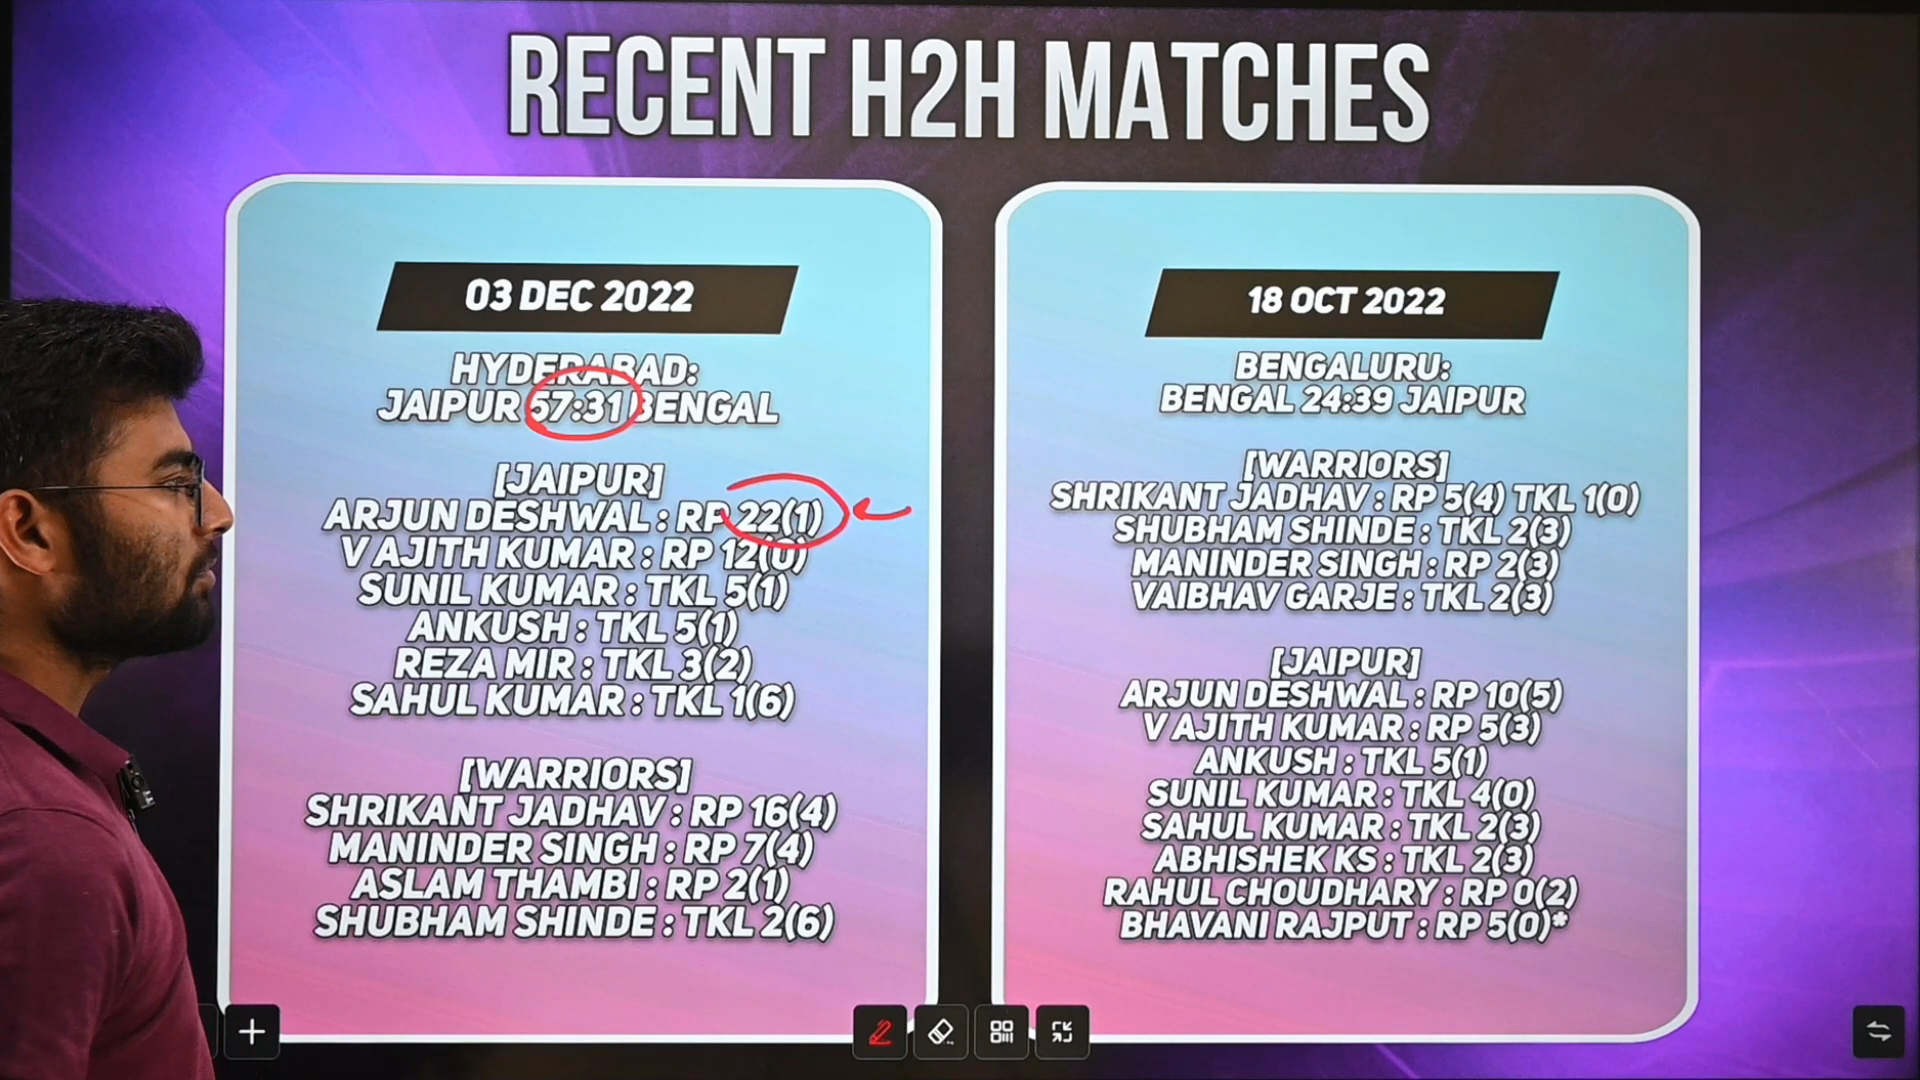 RECENT H2H MATCHES
03 DEC 2022
HYDERABAD:
JAIPUR 57:31 BENGAL
[JAIPUR]
ARJUN DESHWAL : RP 22(1)
V AJITH KUMAR : RP 12(0)
SUNIL KUMAR : TKL 5(1)
ANKUSH : TKL 5(1)
REZA MIR : TKL 3(2)
SAHUL KUMAR : TKL 1(6)
[WARRIORS]
SHRIKANT JADHAV : RP 16(4)
MANINDER SINGH : RP 7(4)
ASLAM THAMBI : RP 2(1)
SHUBHAM SHINDE : TKL 2(6)
18 OCT 2022
BENGALURU:
BENGAL 24:39 JAIPUR
[WARRIORS]
SHRIKANT JADHAV : RP 5(4) TKL 1(0)
SHUBHAM SHINDE : TKL 2(3)
MANINDER SINGH : RP 2(3)
VAIBHAV GARJE : TKL 2(3)
[JAIPUR]
ARJUN DESHWAL : RP 10(5)
V AJITH KUMAR : RP 5(3)
ANKUSH : TKL 5(1)
SUNIL KUMAR : TKL 4(0)
SAHUL KUMAR : TKL 2(3)
ABHISHEK KS : TKL 2(3)
RAHUL CHOUDHARY : RP 0(2)
BHAVANI RAJPUT : RP 5(0)*